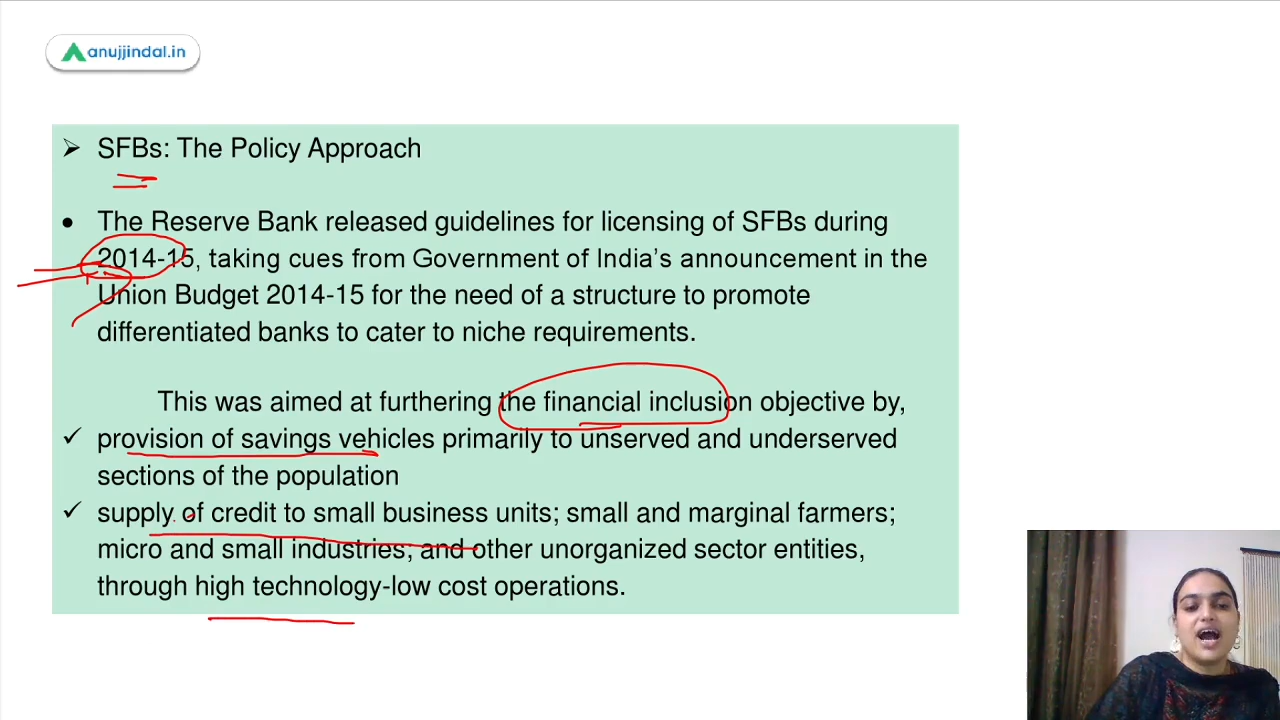 anujjindal.in
➢ SFBs: The Policy Approach
• The Reserve Bank released guidelines for licensing of SFBs during
2014-15, taking cues from Government of India’s announcement in the
Union Budget 2014-15 for the need of a structure to promote
differentiated banks to cater to niche requirements.
This was aimed at furthering the financial inclusion objective by,
✓ provision of savings vehicles primarily to unserved and underserved
sections of the population
✓ supply of credit to small business units; small and marginal farmers;
micro and small industries; and other unorganized sector entities,
through high technology-low cost operations.